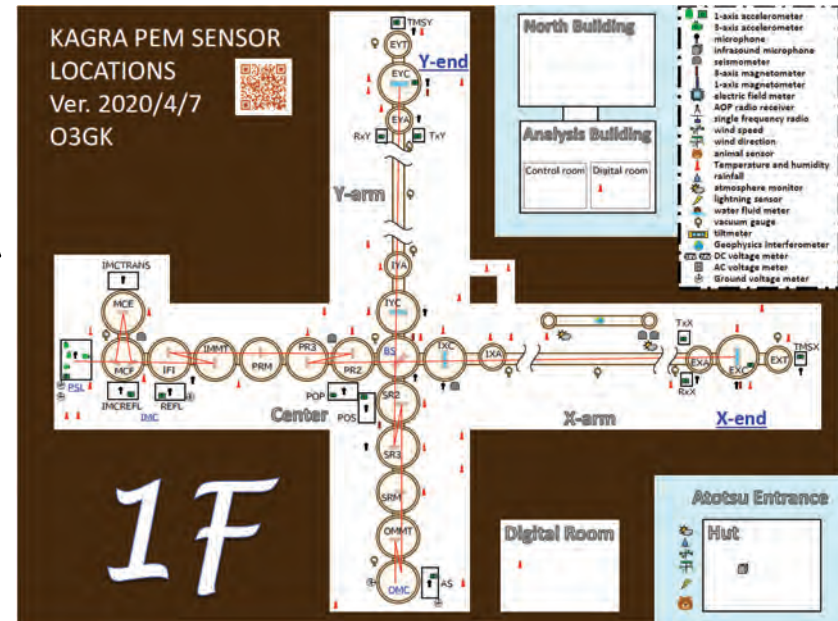 KAGRA PEM SENSOR
LOCATIONS
Ver. 2020/4/7
O3GK
TMSY
EYT
Y-end
EYC
EYA
RxY
TxY
Y-arm
IYA
IYC
North Building
Analysis Building
Control room
Digital room
1-axis accelerometer
3-axis accelerometer
microphone
infrasound microphone
seismometer
3-axis magnetometer
1-axis magnetometer
electric field meter
AOP radio receiver
single frequency radio
wind speed
wind direction
animal sensor
Temperature and humidity
rainfall
atmosphere monitor
lightning sensor
water fluid meter
vacuum gauge
tiltmeter
Geophysics Interferometer
DC voltage meter
AC voltage meter
Ground voltage meter
IMCTRANS
MCE
MCF
IFI
IMMT
PRM
PR3
PR2
BS
IXC
IXA
TxX
EXA
EXC
EXT
TMSX
RxX
PSL
IMCREFL
REFL
IMC
POP
POS
Center
SR2
SR3
SRM
OMMT
OMC
AS
X-arm
X-end
1F
Digital Room
Atotsu Entrance
Hut